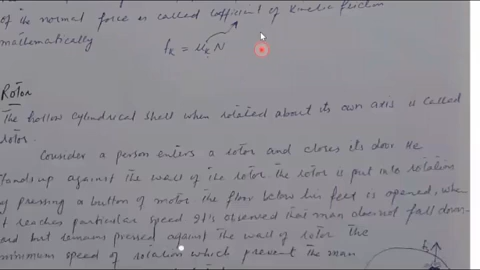 of the normal force is called coefficient of kinetic friction
mathematically
fk = μk N
Rotor
The hollow cylindrical shell when rotated about its own axis is called
rotor.
Consider a person enters a rotor and closes its door He
stands up against the wall of the rotor. the rotor is put into rotation
by pressing a button of motor the floor below his feet is opened, when
it reaches particular speed It is observed that man does not fall down
but remains pressed against the wall of rotor The
minimum speed of rotation which prevent the man
h